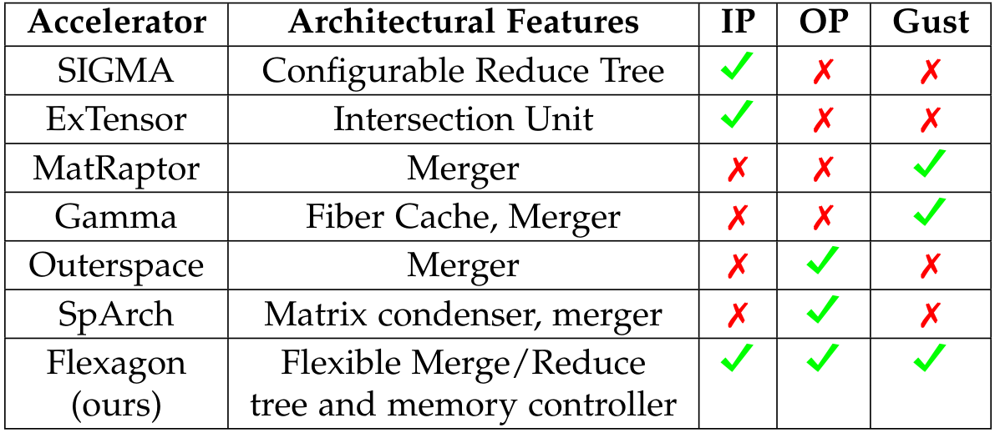 Accelerator Architectural Features IP OP Gust
SIGMA Configurable Reduce Tree ✓ ✗ ✗
ExTensor Intersection Unit ✓ ✗ ✗
MatRaptor Merger ✗ ✗ ✓
Gamma Fiber Cache, Merger ✗ ✗ ✓
Outerspace Merger ✗ ✓ ✗
SpArch Matrix condenser, merger ✗ ✓ ✗
Flexagon Flexible Merge/Reduce ✓ ✓ ✓
(ours) tree and memory controller